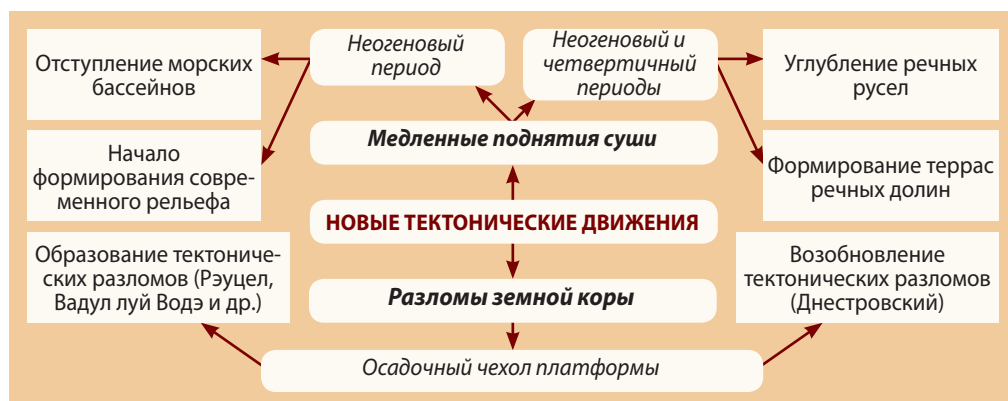 Отступление морских
бассейнов
Неогеновый
период
Неогеновый и
четвертичный
периоды
Углубление речных
русел
Медленные поднятия суши
Начало
формирования совре-
менного рельефа
Формирование террас
речных долин
НОВЫЕ ТЕКТОНИЧЕСКИЕ ДВИЖЕНИЯ
Образование тектониче-
ских разломов (Рэуцел,
Вадул луй Водэ и др.)
Разломы земной коры
Возобновление
тектонических разломов
(Днестровский)
Осадочный чехол платформы